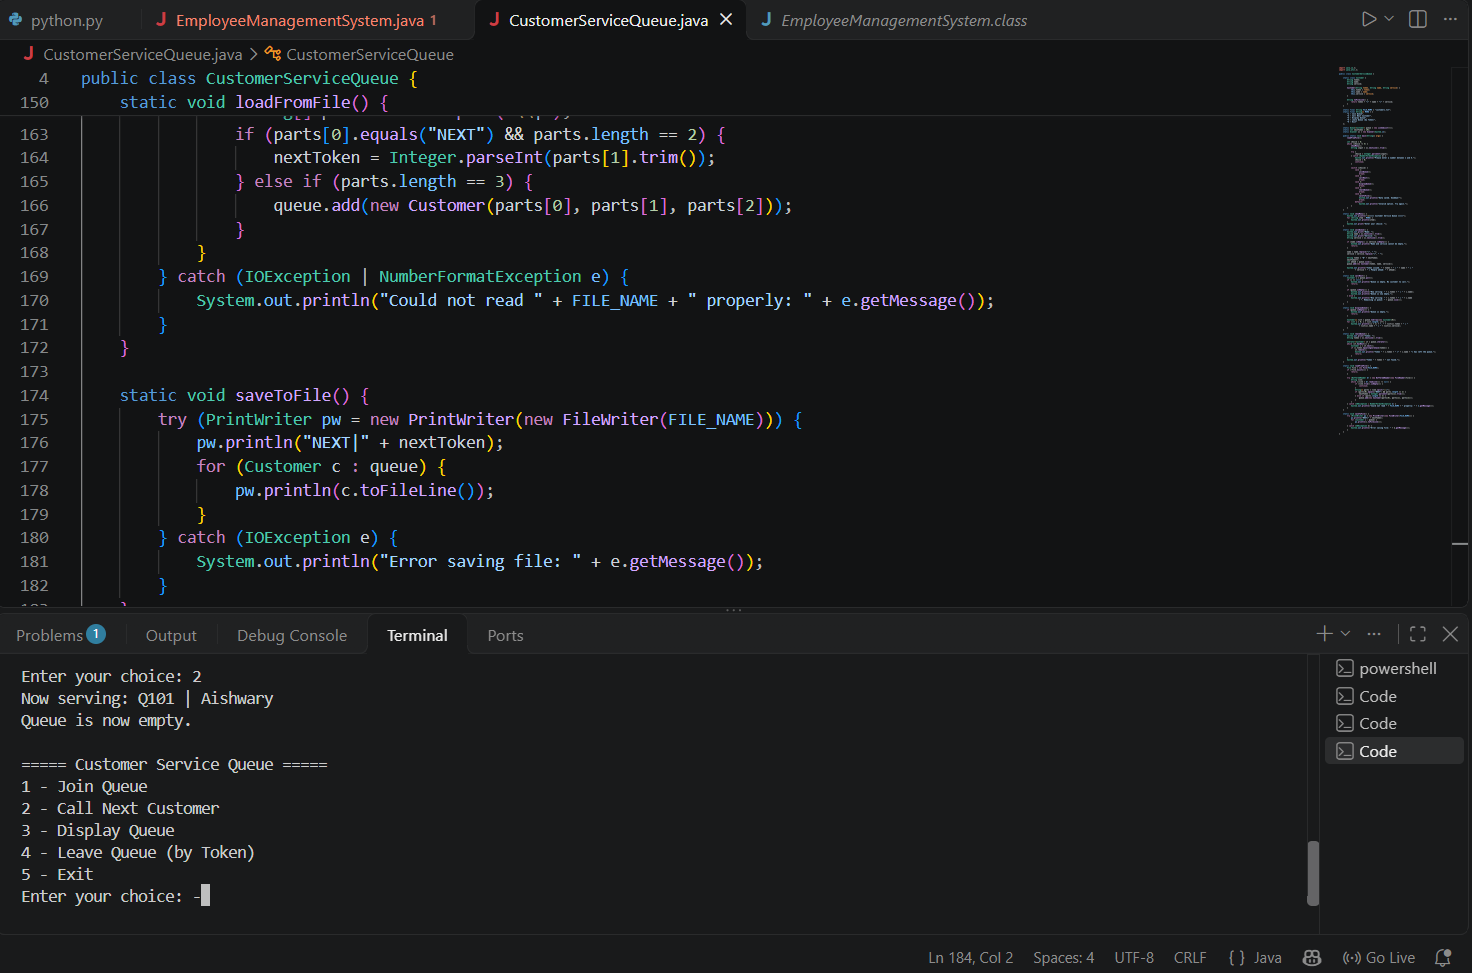 python.py
EmployeeManagementSystem.java 1
CustomerServiceQueue.java
EmployeeManagementSystem.class
CustomerServiceQueue.java > CustomerServiceQueue
4 public class CustomerServiceQueue {
150 static void loadFromFile() {
163 if (parts[0].equals("NEXT") && parts.length == 2) {
164 nextToken = Integer.parseInt(parts[1].trim());
165 } else if (parts.length == 3) {
166 queue.add(new Customer(parts[0], parts[1], parts[2]));
167 }
168 }
169 } catch (IOException | NumberFormatException e) {
170 System.out.println("Could not read " + FILE_NAME + " properly: " + e.getMessage());
171 }
172 }
173
174 static void saveToFile() {
175 try (PrintWriter pw = new PrintWriter(new FileWriter(FILE_NAME))) {
176 pw.println("NEXT|" + nextToken);
177 for (Customer c : queue) {
178 pw.println(c.toFileLine());
179 }
180 } catch (IOException e) {
181 System.out.println("Error saving file: " + e.getMessage());
182 }
Problems 1 Output Debug Console Terminal Ports
Enter your choice: 2
Now serving: Q101 | Aishwary
Queue is now empty.
===== Customer Service Queue =====
1 - Join Queue
2 - Call Next Customer
3 - Display Queue
4 - Leave Queue (by Token)
5 - Exit
Enter your choice: -
powershell
Code
Code
Code
Ln 184, Col 2 Spaces: 4 UTF-8 CRLF {} Java Go Live